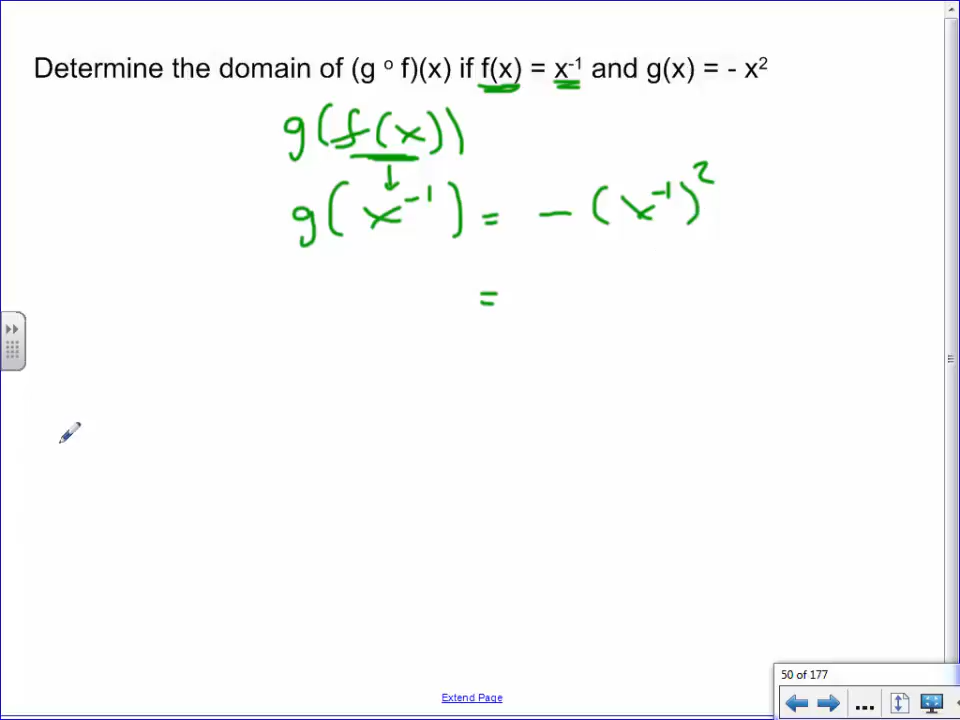 Determine the domain of (g ᵒ f)(x) if f(x) = x⁻¹ and g(x) = - x²
g(f(x))
g(x⁻¹) = -(x⁻¹)²
=
50 of 177
...
Extend Page